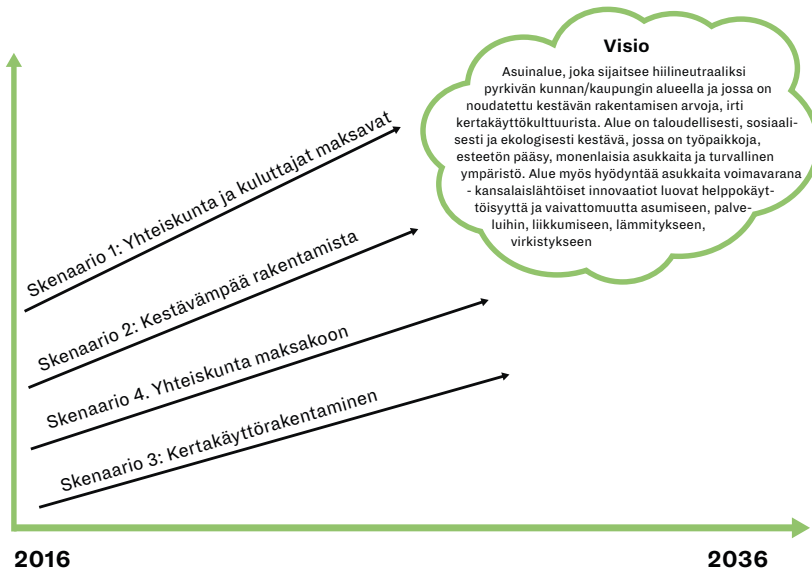 Visio
Asuinalue, joka sijaitsee hiilineutraaliksi
pyrkivän kunnan/kaupungin alueella ja jossa on
noudatettu kestävän rakentamisen arvoja, irti
kertakäyttökulttuurista. Alue on taloudellisesti, sosiaali-
sesti ja ekologisesti kestävä, jossa on työpaikkoja,
esteetön pääsy, monenlaisia asukkaita ja turvallinen
ympäristö. Alue myös hyödyntää asukkaita voimavarana
- kansalaislähtöiset innovaatiot luovat helppokäyt-
töisyyttä ja vaivattomuutta asumiseen, palve-
luihin, liikkumiseen, lämmitykseen,
virkistykseen
Skenaario 1: Yhteiskunta ja kuluttajat maksavat
Skenaario 2: Kestävämpää rakentamista
Skenaario 4. Yhteiskunta maksakoon
Skenaario 3: Kertakäyttörakentaminen
2016
2036